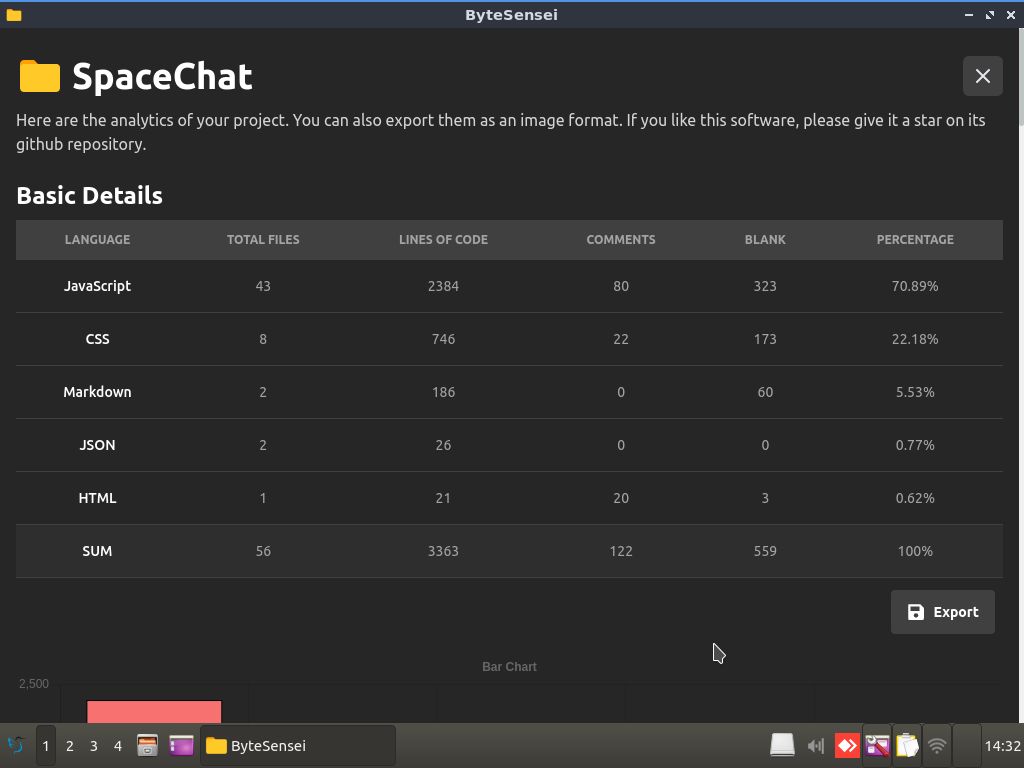 ByteSensei
SpaceChat
Here are the analytics of your project. You can also export them as an image format. If you like this software, please give it a star on its
github repository.
Basic Details
LANGUAGE TOTAL FILES LINES OF CODE COMMENTS BLANK PERCENTAGE
JavaScript 43 2384 80 323 70.89%
CSS 8 746 22 173 22.18%
Markdown 2 186 0 60 5.53%
JSON 2 26 0 0 0.77%
HTML 1 21 20 3 0.62%
SUM 56 3363 122 559 100%
Export
Bar Chart
2,500
1 2 3 4 ByteSensei 14:32